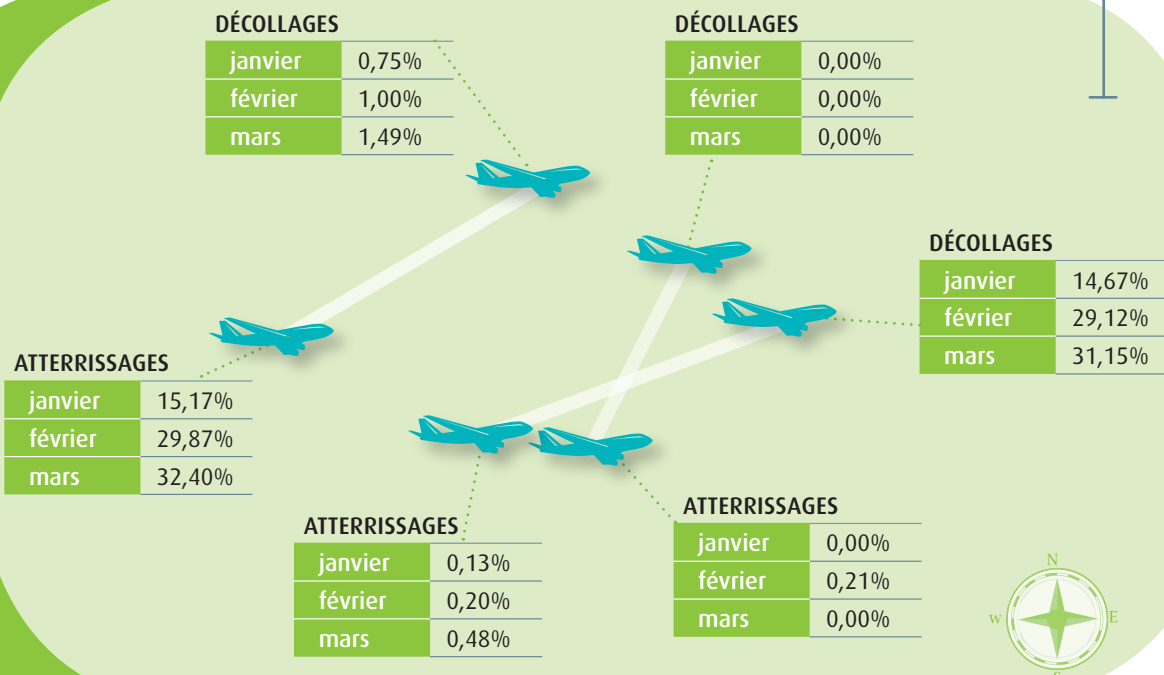 DÉCOLLAGES
janvier 0,75%
février 1,00%
mars 1,49%
DÉCOLLAGES
janvier 0,00%
février 0,00%
mars 0,00%
DÉCOLLAGES
janvier 14,67%
février 29,12%
mars 31,15%
ATTERRISSAGES
janvier 15,17%
février 29,87%
mars 32,40%
ATTERRISSAGES
janvier 0,13%
février 0,20%
mars 0,48%
ATTERRISSAGES
janvier 0,00%
février 0,21%
mars 0,00%
N
W E
S